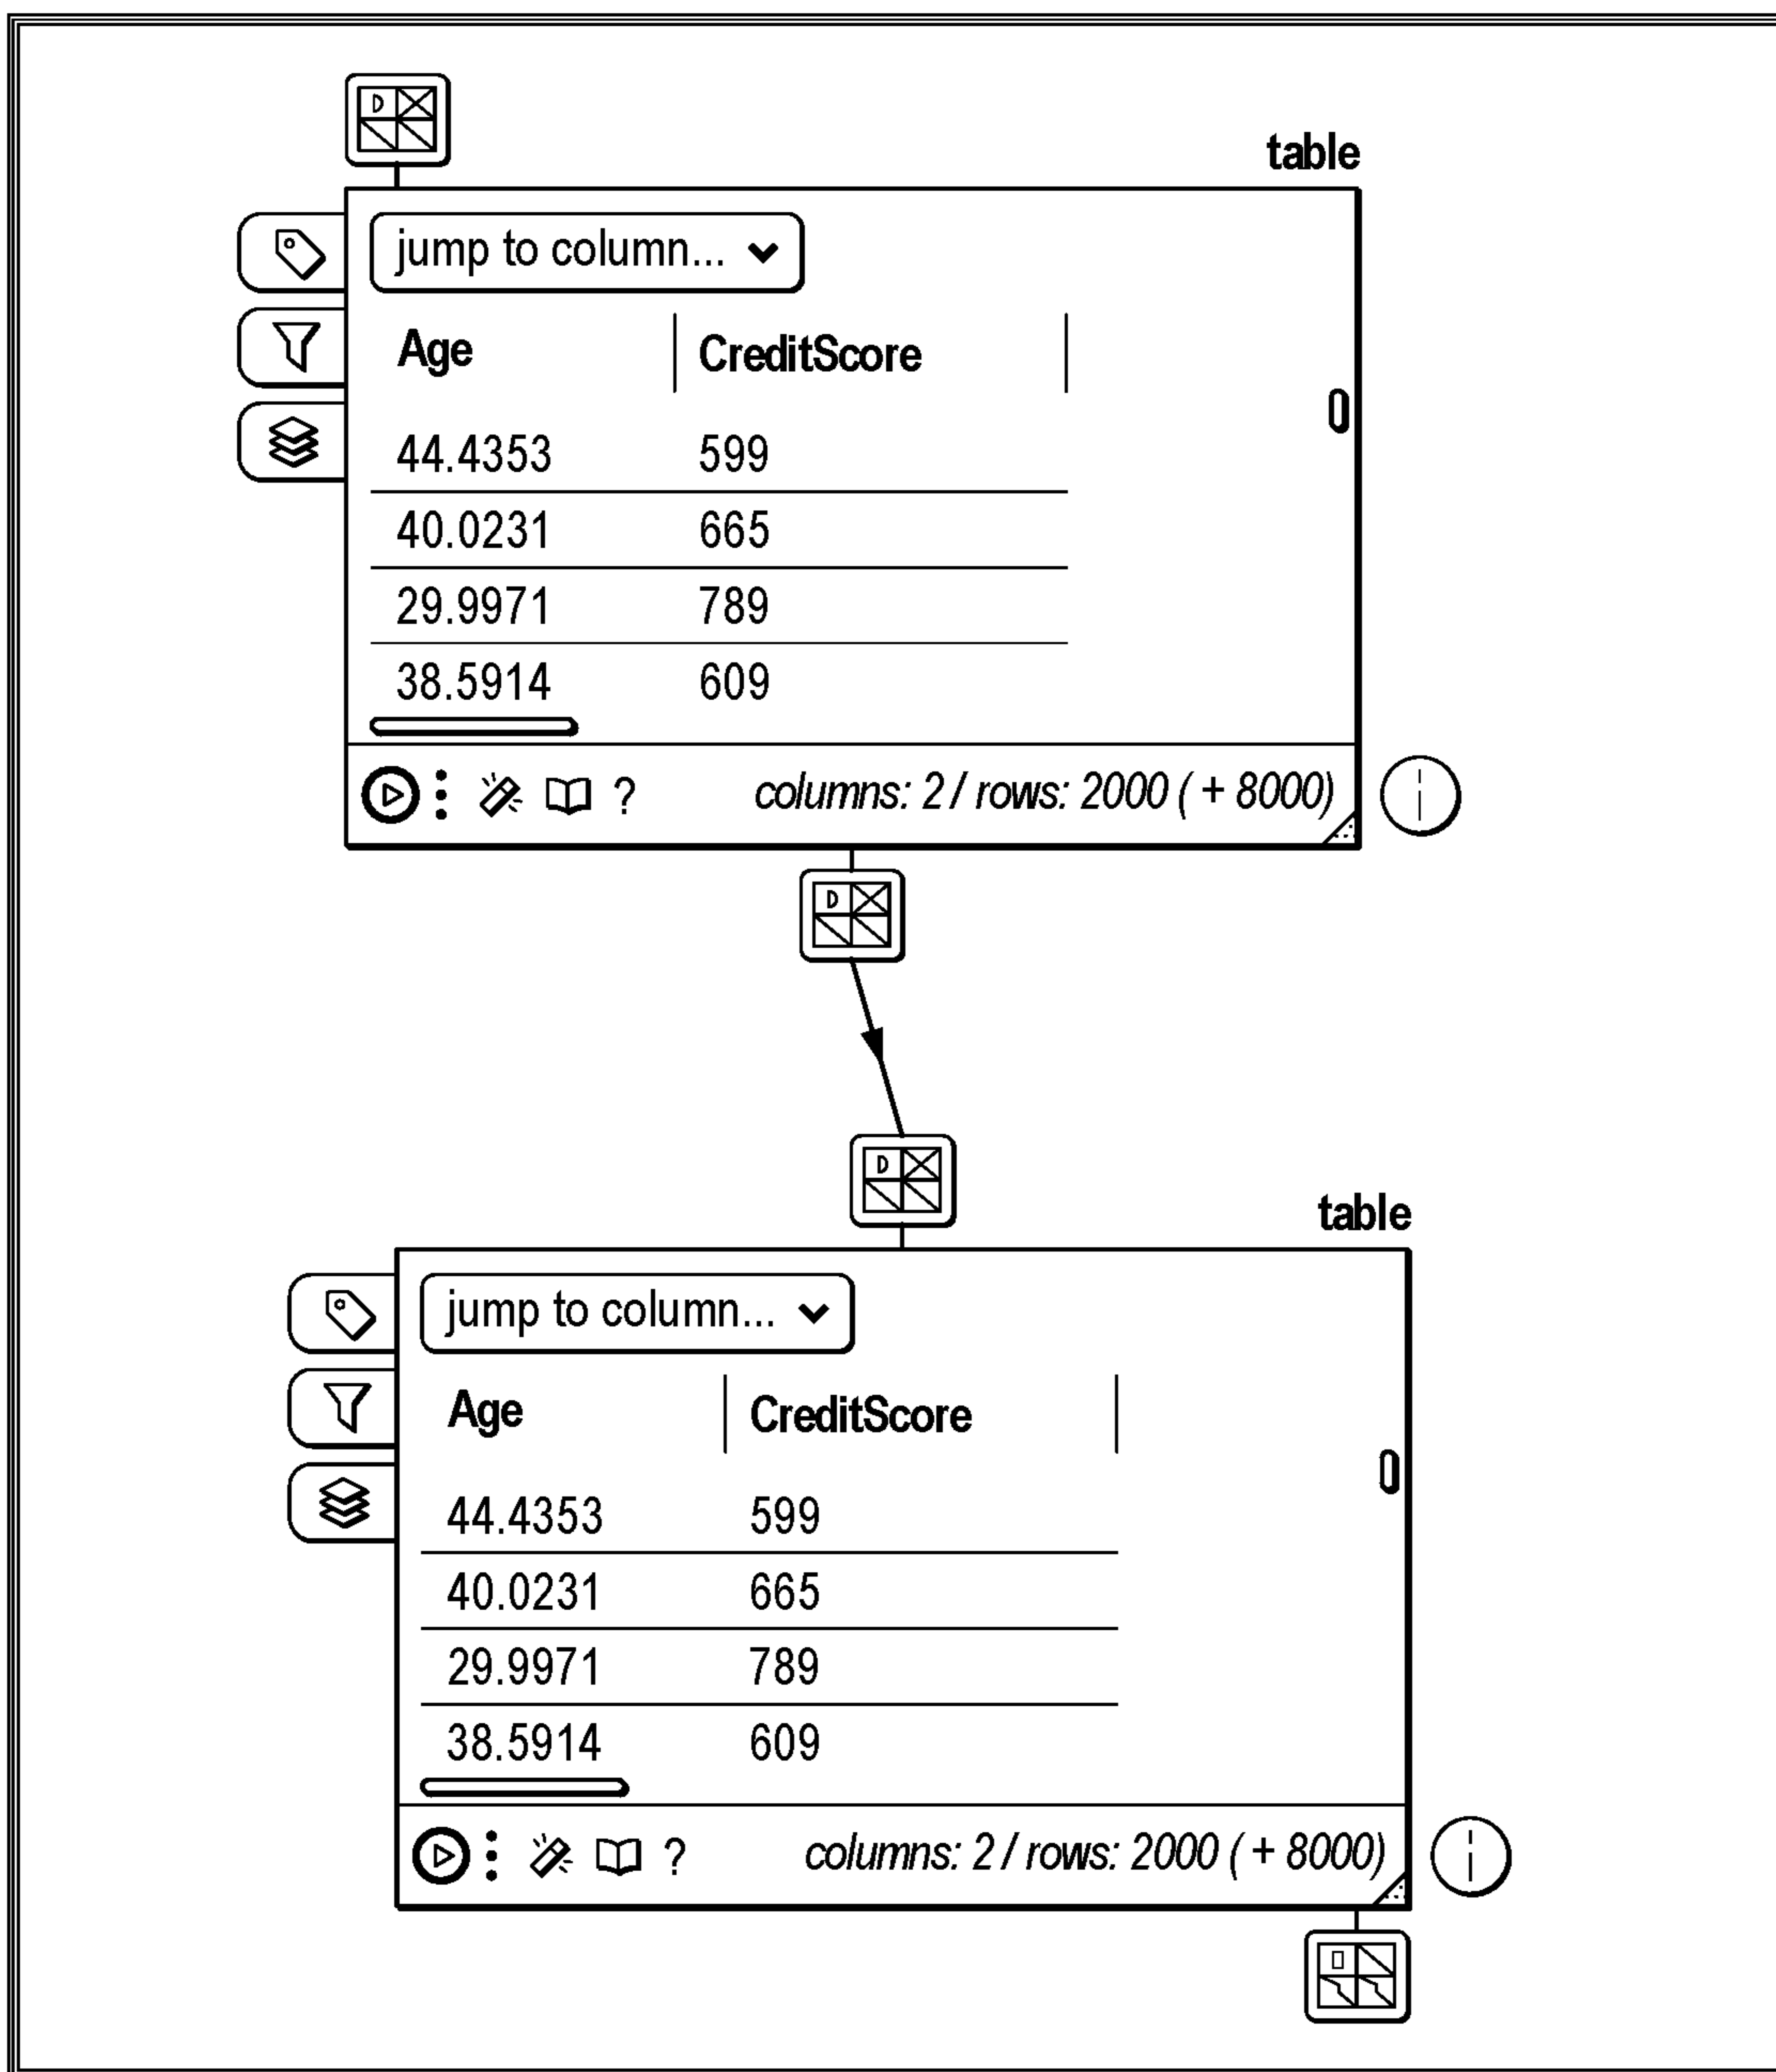 D
table
jump to column...
Age CreditScore
44.4353 599
40.0231 665
29.9971 789
38.5914 609
? columns: 2 / rows: 2000 ( + 8000)
D
D
table
jump to column...
Age CreditScore
44.4353 599
40.0231 665
29.9971 789
38.5914 609
? columns: 2 / rows: 2000 ( + 8000)